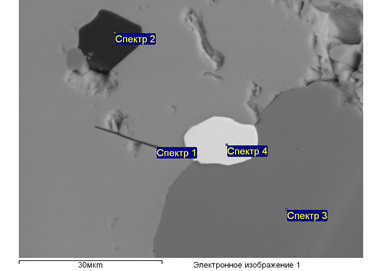 Спектр 2
Спектр 1
Спектр 4
Спектр 3
30мкm
Электронное изображение 1